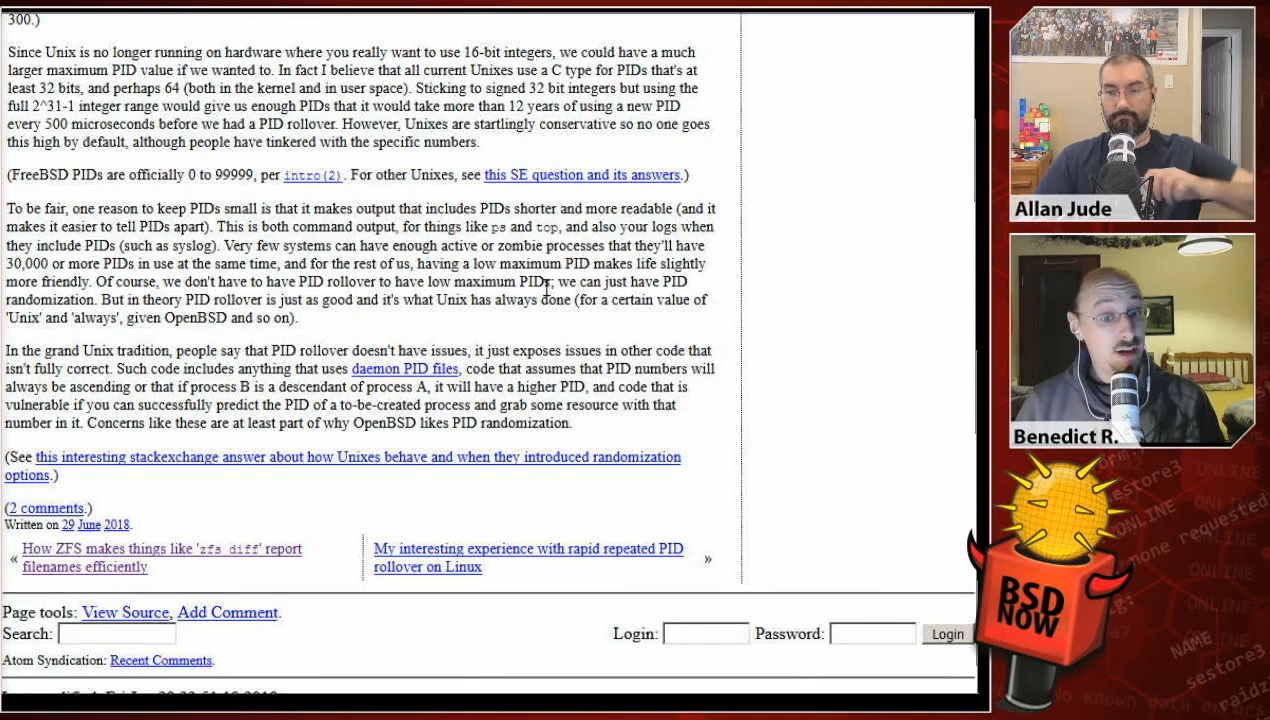 300.)
Since Unix is no longer running on hardware where you really want to use 16-bit integers, we could have a much
larger maximum PID value if we wanted to. In fact I believe that all current Unixes use a C type for PIDs that's at
least 32 bits, and perhaps 64 (both in the kernel and in user space). Sticking to signed 32 bit integers but using the
full 2^31-1 integer range would give us enough PIDs that it would take more than 12 years of using a new PID
every 500 microseconds before we had a PID rollover. However, Unixes are startlingly conservative so no one goes
this high by default, although people have tinkered with the specific numbers.
(FreeBSD PIDs are officially 0 to 99999, per intro(2). For other Unixes, see this SE question and its answers.)
To be fair, one reason to keep PIDs small is that it makes output that includes PIDs shorter and more readable (and it
makes it easier to tell PIDs apart). This is both command output, for things like ps and top, and also your logs when
they include PIDs (such as syslog). Very few systems can have enough active or zombie processes that they'll have
30,000 or more PIDs in use at the same time, and for the rest of us, having a low maximum PID makes life slightly
more friendly. Of course, we don't have to have PID rollover to have low maximum PIDs; we can just have PID
randomization. But in theory PID rollover is just as good and it's what Unix has always done (for a certain value of
'Unix' and 'always', given OpenBSD and so on).
In the grand Unix tradition, people say that PID rollover doesn't have issues, it just exposes issues in other code that
isn't fully correct. Such code includes anything that uses daemon PID files, code that assumes that PID numbers will
always be ascending or that if process B is a descendant of process A, it will have a higher PID, and code that is
vulnerable if you can successfully predict the PID of a to-be-created process and grab some resource with that
number in it. Concerns like these are at least part of why OpenBSD likes PID randomization.
(See this interesting stackexchange answer about how Unixes behave and when they introduced randomization
options.)
(2 comments.)
Written on 29 June 2018.
« How ZFS makes things like 'zfs diff' report
filenames efficiently
My interesting experience with rapid repeated PID »
rollover on Linux
Page tools: View Source, Add Comment.
Search:
Login: Password: Login
Atom Syndication: Recent Comments.
Allan Jude
Benedict R.
BSD
NOW
sestore3
ONLINE
ONLINE
none requested
ONLINE
ONLINE
NAME
sestore3
raidz
No known data errors